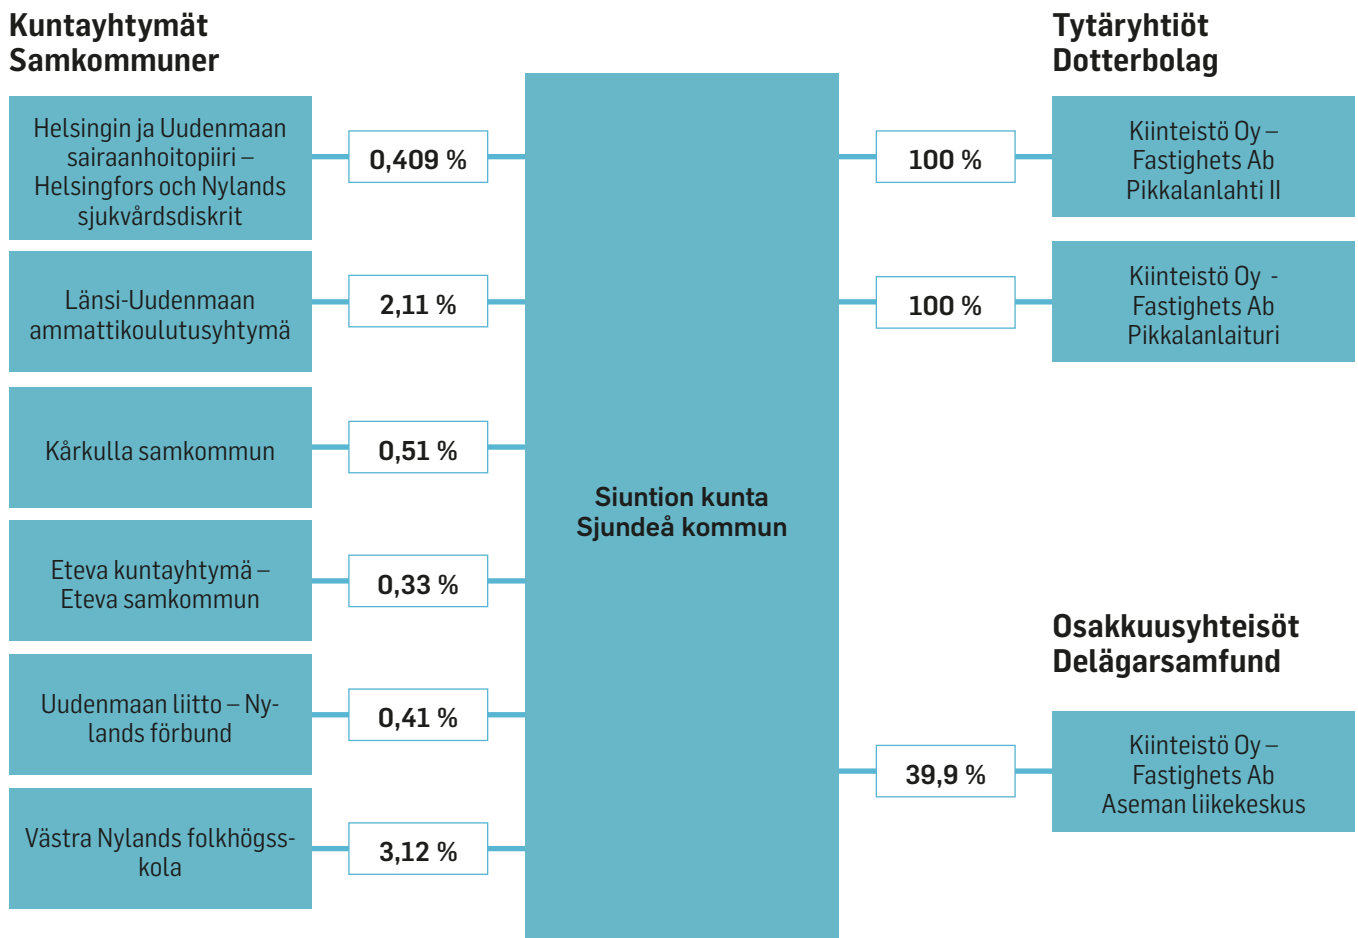 Kuntayhtymät
Samkommuner
Helsingin ja Uudenmaan
sairaanhoitopiiri –
Helsingfors och Nylands
sjukvårdsdiskrit
0,409 %
Länsi-Uudenmaan
ammattikoulutusyhtymä
2,11 %
Kårkulla samkommun
0,51 %
Eteva kuntayhtymä –
Eteva samkommun
0,33 %
Uudenmaan liitto – Ny-
lands förbund
0,41 %
Västra Nylands folkhögss-
kola
3,12 %
Siuntion kunta
Sjundeå kommun
Tytäryhtiöt
Dotterbolag
100 %
Kiinteistö Oy –
Fastighets Ab
Pikkalanlahti II
100 %
Kiinteistö Oy -
Fastighets Ab
Pikkalanlaituri
Osakkuusyhteisöt
Delägarsamfund
39,9 %
Kiinteistö Oy –
Fastighets Ab
Aseman liikekeskus